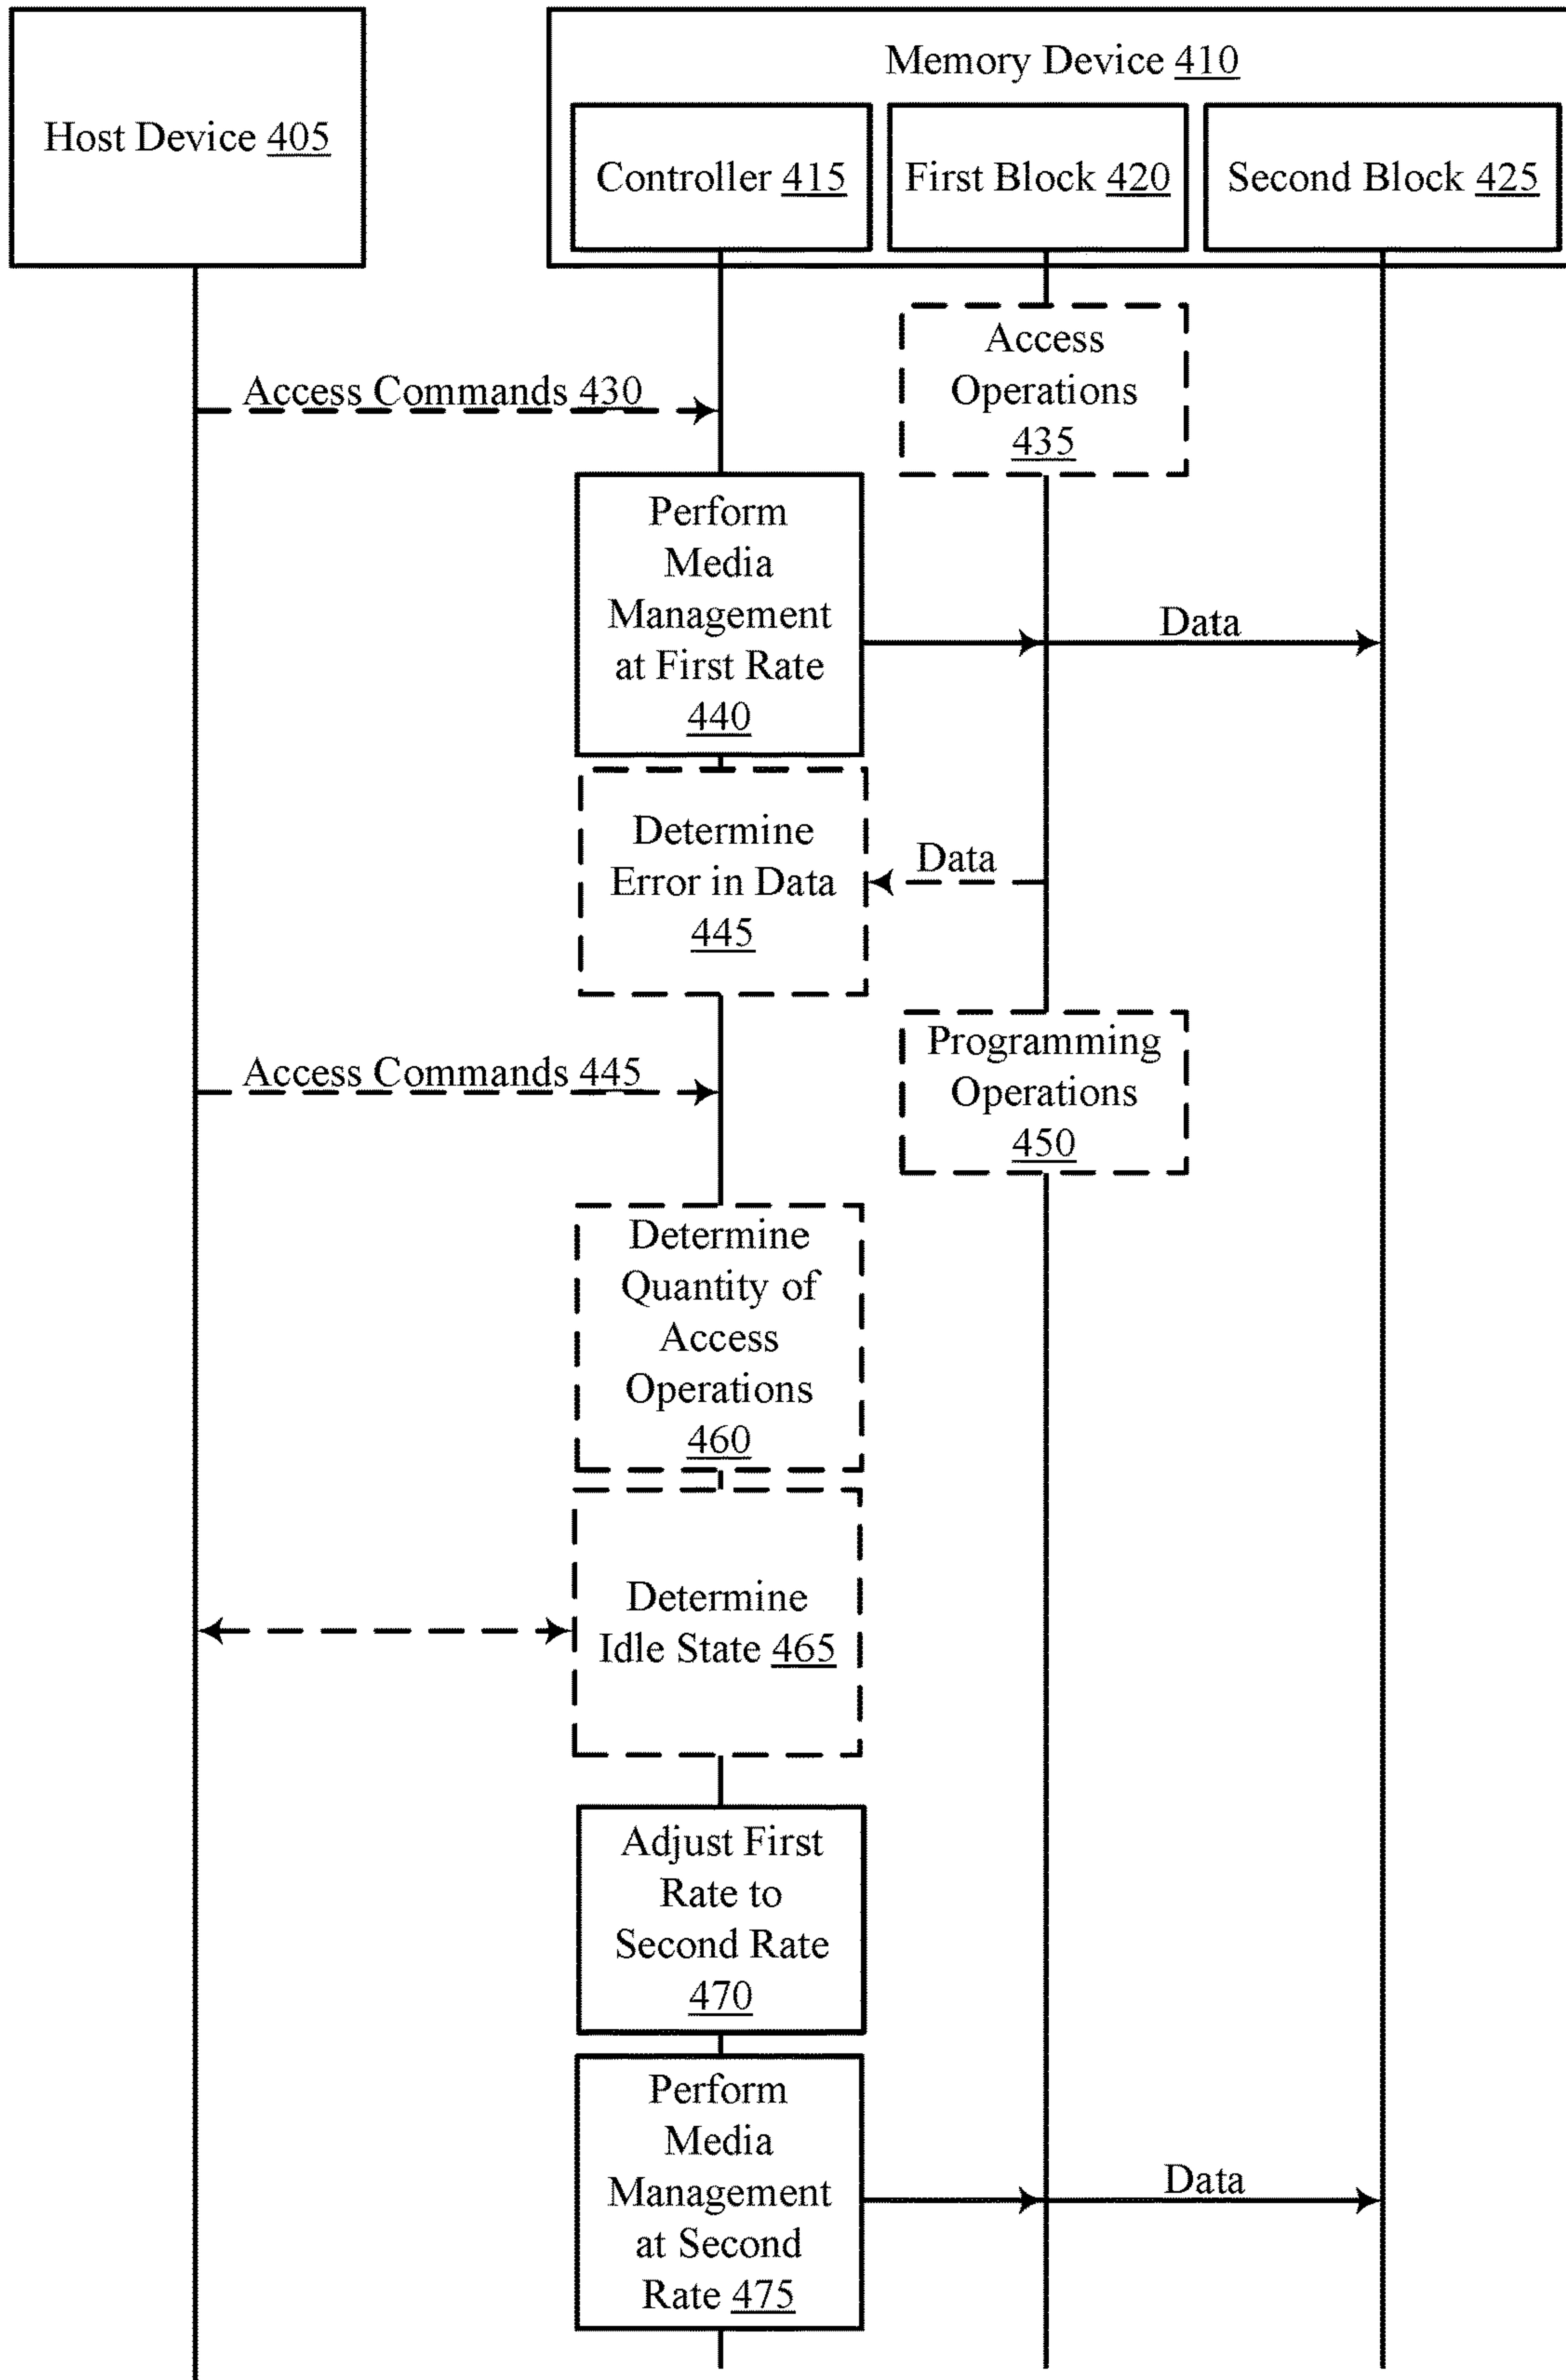 Host Device 405
Memory Device 410
Controller 415
First Block 420
Second Block 425
Access
Operations
435
Access Commands 430
Perform
Media
Management
at First Rate
440
Data
Determine
Error in Data
445
Data
Access Commands 445
Programming
Operations
450
Determine
Quantity of
Access
Operations
460
Determine
Idle State 465
Adjust First
Rate to
Second Rate
470
Perform
Media
Management
at Second
Rate 475
Data